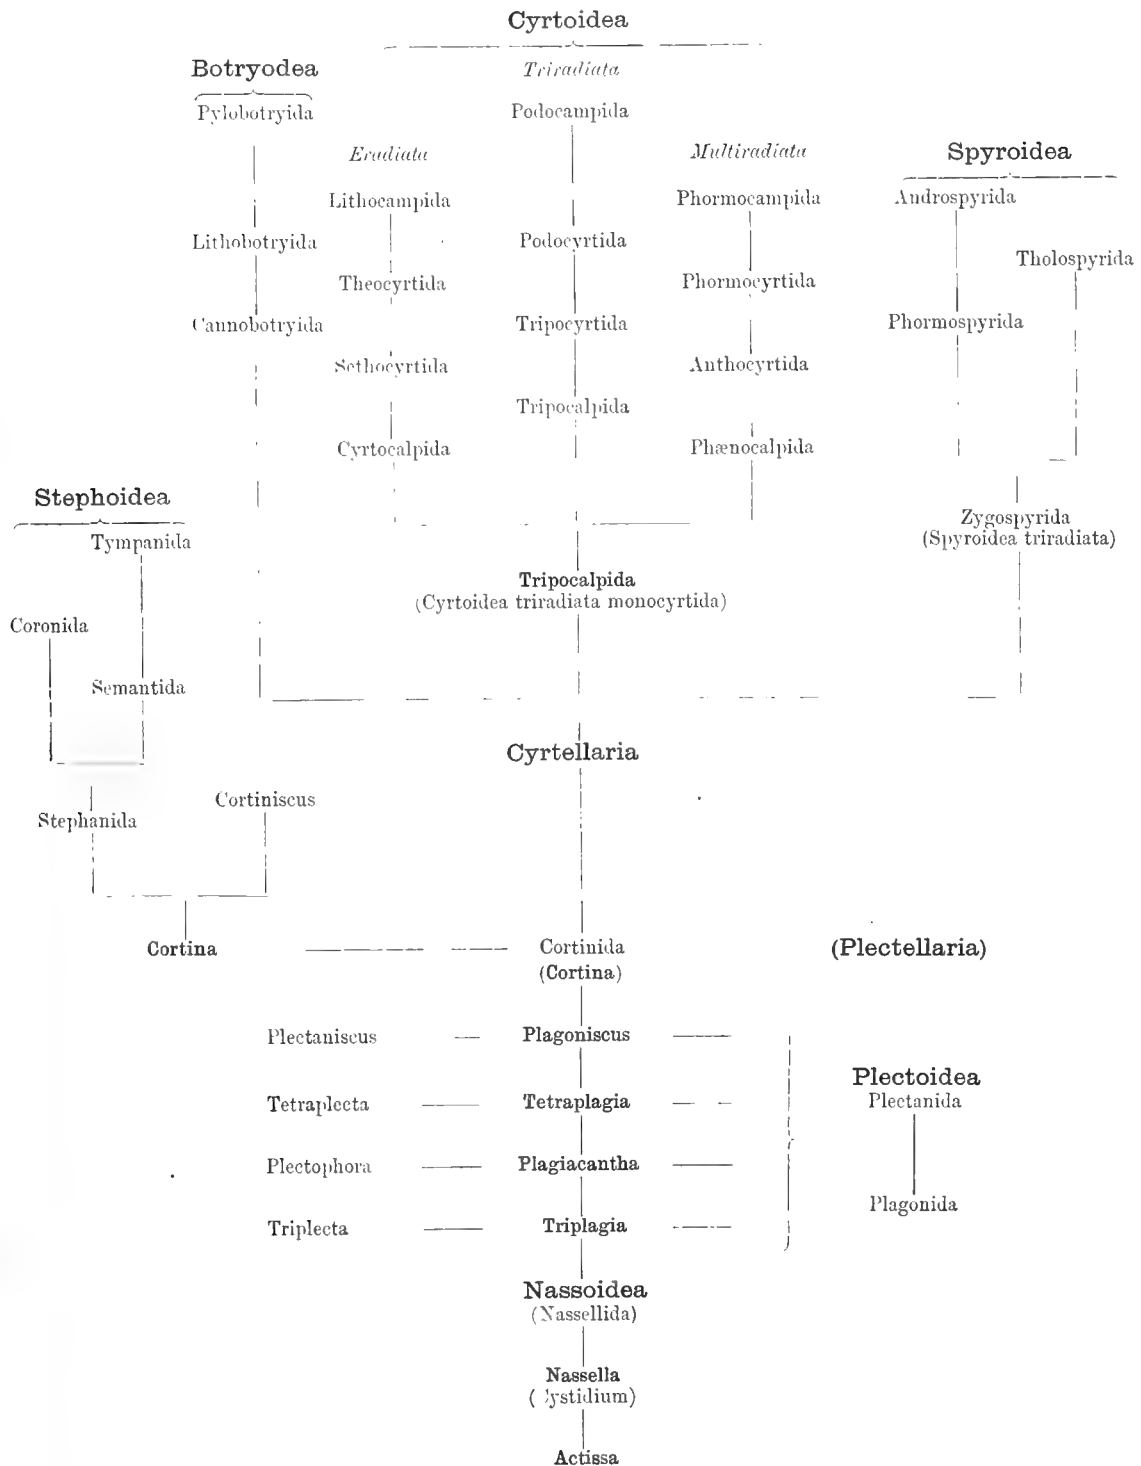 Cyrtoidea
Botryodea
Triradiata
Pylobotryida
Podocampida
Eradiata
Multiradiata
Spyroidea
Lithocampida
Phormocampida
Androspyrida
Lithobotryida
Podocyrtida
Tholospyrida
Theocyrtida
Phormocyrtida
Cannobotryida
Tripocyrtida
Phormospyrida
Sethocyrtida
Anthocyrtida
Tripocalpida
Cyrtocalpida
Phænocalpida
Stephoidea
Zygospyrida
(Spyroidea triradiata)
Tympanida
Tripocalpida
(Cyrtoidea triradiata monocyrtida)
Coronida
Semantida
Cyrtellaria
Cortiniscus
Stephanida
Cortina
Cortinida
(Plectellaria)
(Cortina)
Plectaniscus
Plagoniscus
Plectoidea
Tetraplecta
Tetraplagia
Plectanida
Plectophora
Plagiacantha
Plagonida
Triplecta
Triplagia
Nassoidea
(Nassellida)
Nassella
(Cystidium)
Actissa